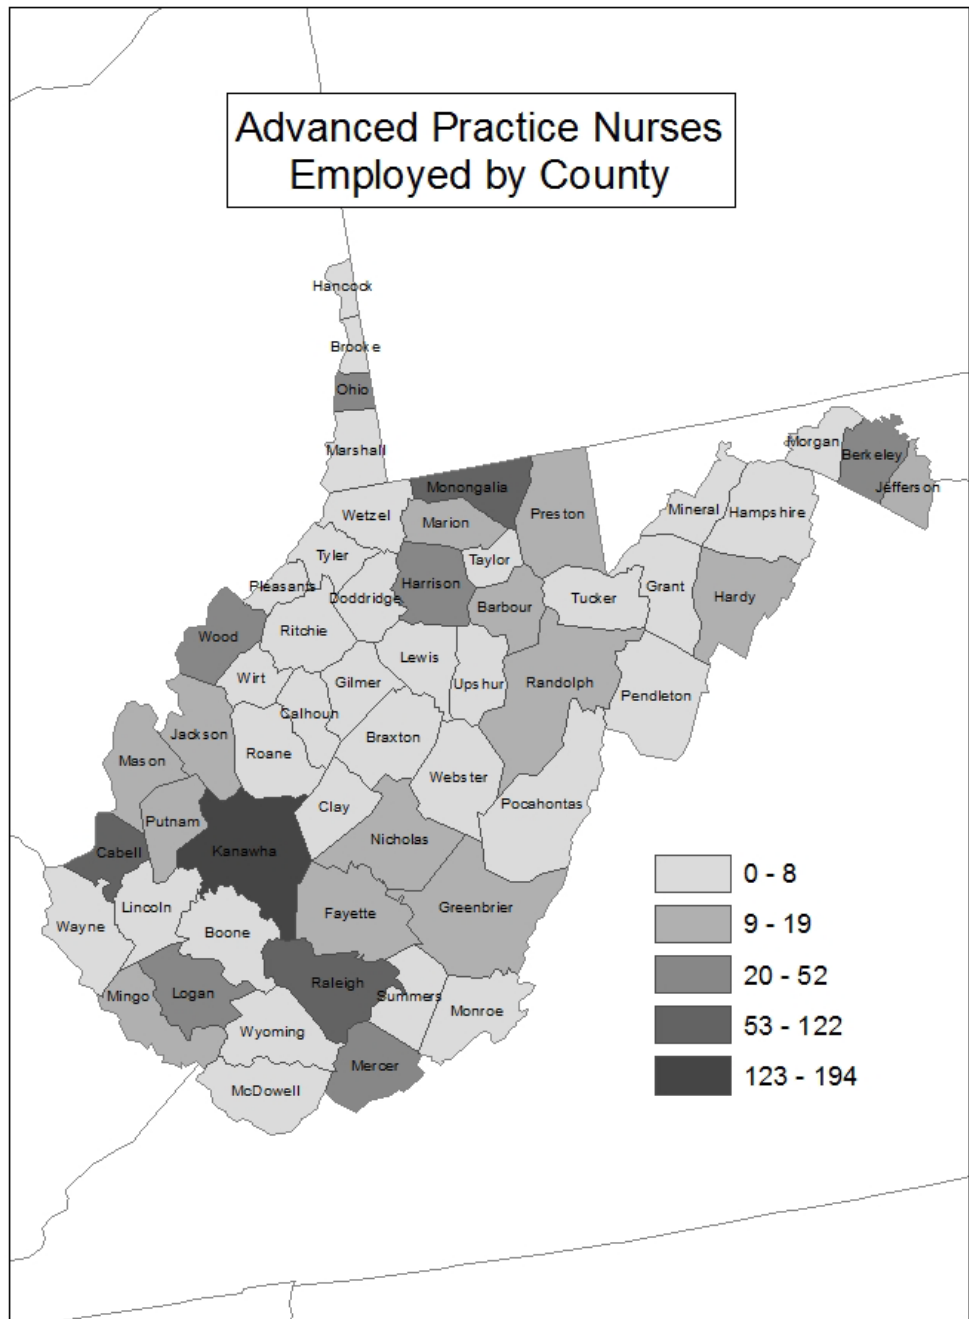 Advanced Practice Nurses
Employed by County
Hancock
Brooke
Ohio
Marshall
Morgan
Berkeley
Jefferson
Monongalia
Wetzel
Marion
Preston
Mineral
Hampshire
Tyler
Taylor
Pleasants
Doddridge
Harrison
Barbour
Tucker
Grant
Hardy
Wood
Ritchie
Lewis
Wirt
Gilmer
Upshur
Randolph
Pendleton
Calhoun
Jackson
Roane
Braxton
Mason
Webster
Clay
Pocahontas
Putnam
Nicholas
Cabell
Kanawha
0 - 8
Lincoln
Fayette
Greenbrier
9 - 19
Wayne
Boone
20 - 52
Mingo
Logan
Raleigh
Summers
Monroe
53 - 122
Wyoming
Mercer
123 - 194
McDowell